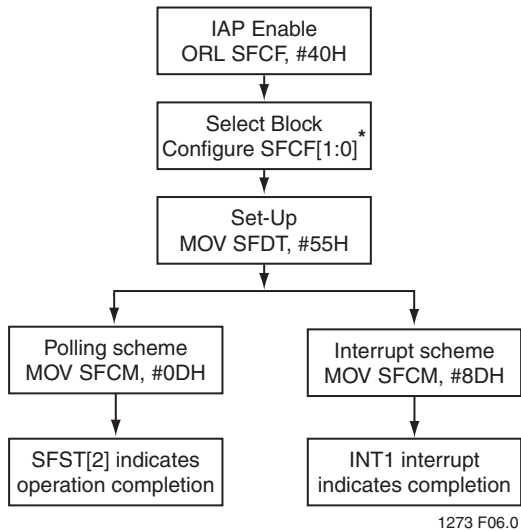 IAP Enable
ORL SFCF, #40H
Select Block
Configure SFCF[1:0]*
Set-Up
MOV SFDT, #55H
Polling scheme
MOV SFCM, #0DH
Interrupt scheme
MOV SFCM, #8DH
SFST[2] indicates
operation completion
INT1 interrupt
indicates completion
1273 F06.0